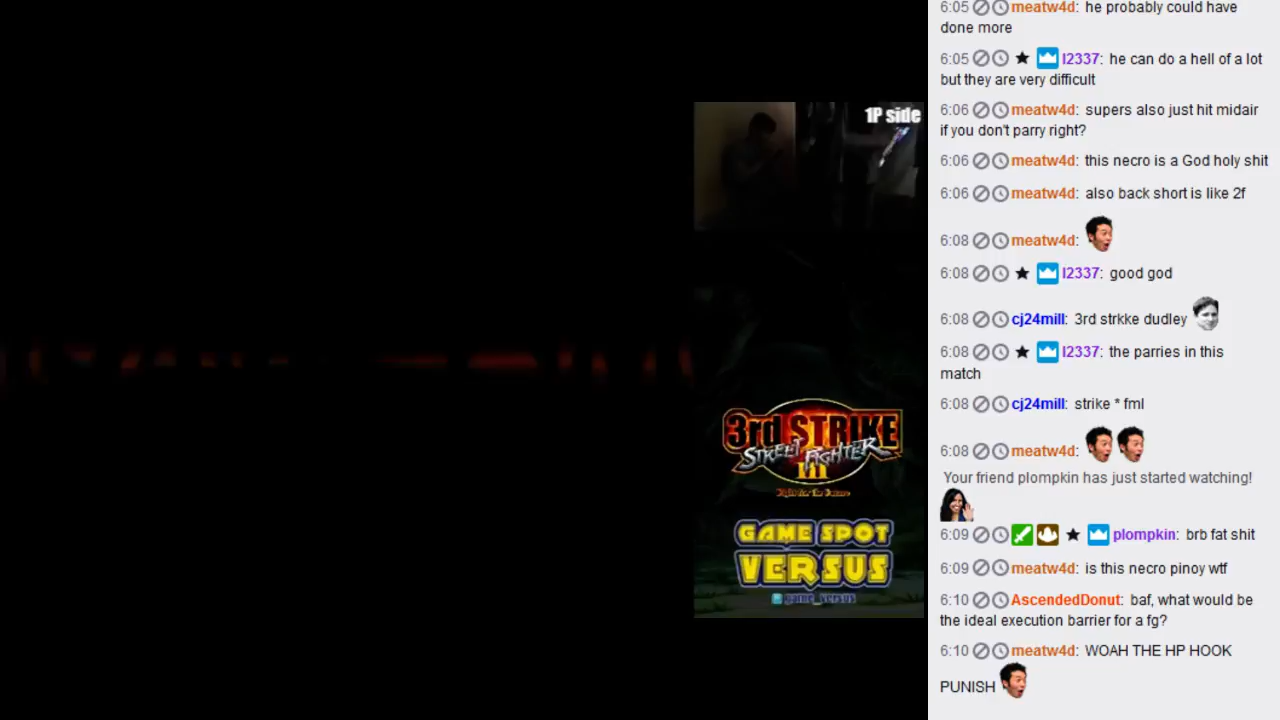 1P side
3rd STRIKE
STREET FIGHTER
III
Fight for the Future
GAME SPOT
VERSUS
game_versus
6:05 meatw4d: he probably could have
done more
6:05 l2337: he can do a hell of a lot
but they are very difficult
6:06 meatw4d: supers also just hit midair
if you don't parry right?
6:06 meatw4d: this necro is a God holy shit
6:06 meatw4d: also back short is like 2f
6:08 meatw4d:
6:08 l2337: good god
6:08 cj24mill: 3rd strkke dudley
6:08 l2337: the parries in this
match
6:08 cj24mill: strike * fml
6:08 meatw4d:
Your friend plompkin has just started watching!
6:09 plompkin: brb fat shit
6:09 meatw4d: is this necro pinoy wtf
6:10 AscendedDonut: baf, what would be
the ideal execution barrier for a fg?
6:10 meatw4d: WOAH THE HP HOOK
PUNISH